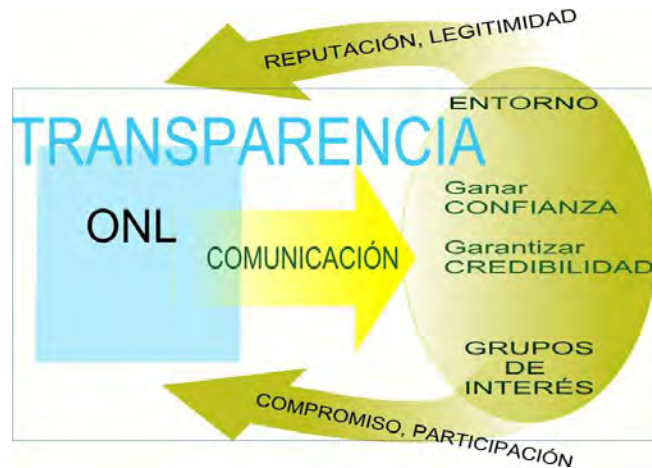 REPUTACIÓN, LEGITIMIDAD
ENTORNO
TRANSPARENCIA
ONL
COMUNICACIÓN
Ganar
CONFIANZA
Garantizar
CREDIBILIDAD
GRUPOS
DE
INTERÉS
COMPROMISO, PARTICIPACIÓN